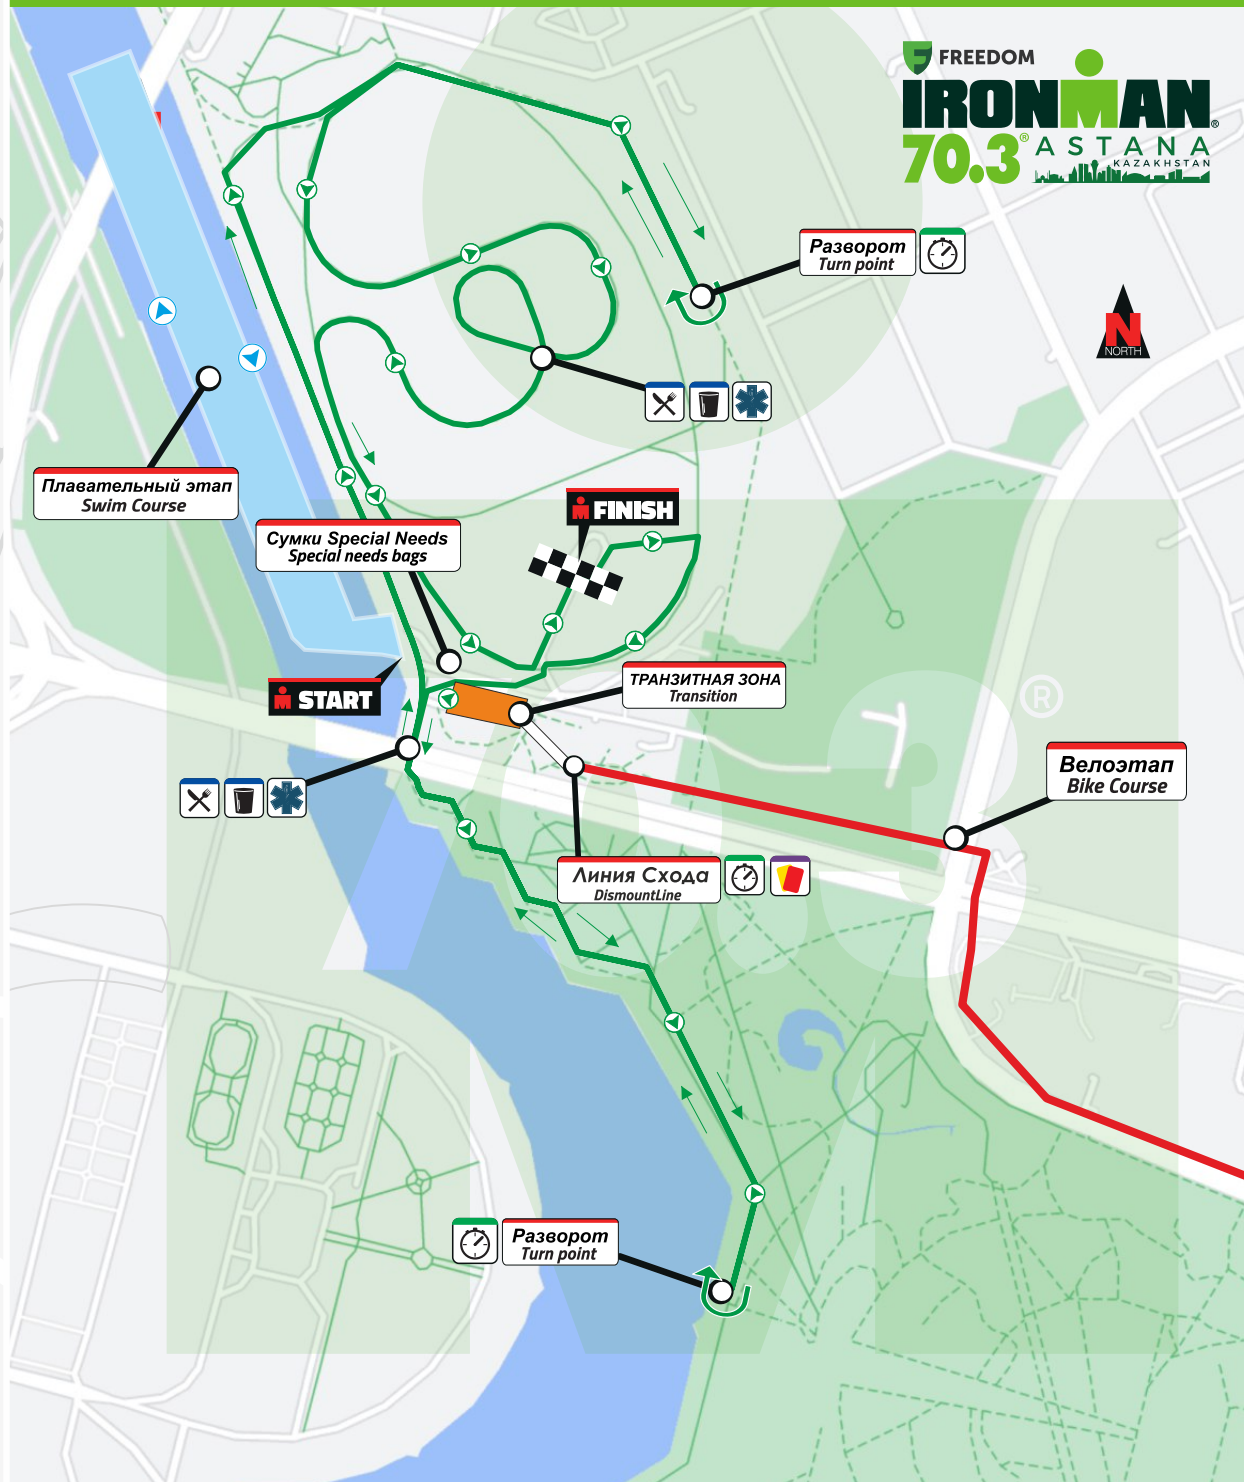 FREEDOM
IRONMAN®
70.3® ASTANA
KAZAKHSTAN
Разворот
Turn point
N
NORTH
Плавательный этап
Swim Course
Сумки Special Needs
Special needs bags
FINISH
START
ТРАНЗИТНАЯ ЗОНА
Transition
®
Велоэтап
Bike Course
Линия Схода
DismountLine
Разворот
Turn point